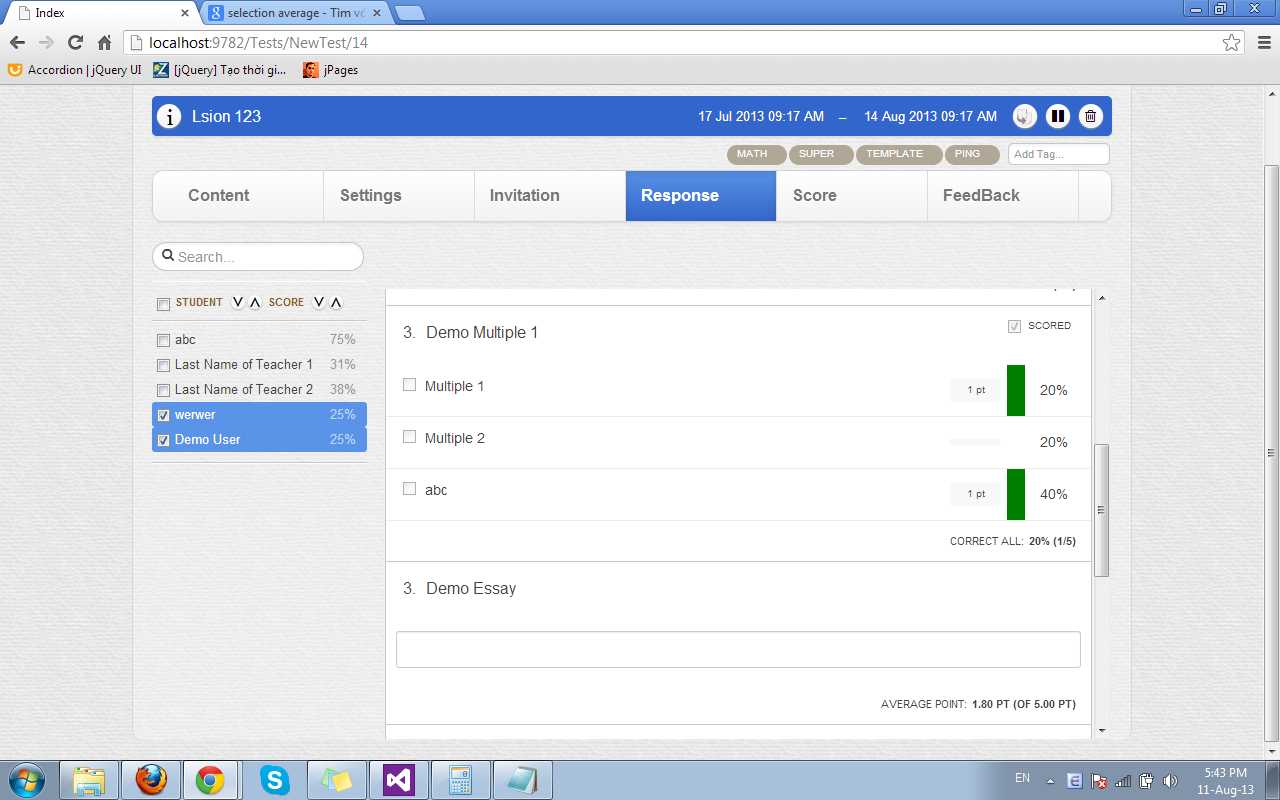 Index
selection average - Tìm vớ
localhost:9782/Tests/NewTest/14
Accordion | jQuery UI [jQuery] Tạo thời gi... jPages
Lsion 123 17 Jul 2013 09:17 AM – 14 Aug 2013 09:17 AM
MATH SUPER TEMPLATE PING Add Tag...
Content Settings Invitation Response Score FeedBack
Search...
STUDENT SCORE
abc 75%
Last Name of Teacher 1 31%
Last Name of Teacher 2 38%
werwer 25%
Demo User 25%
3. Demo Multiple 1 SCORED
Multiple 1 1 pt 20%
Multiple 2 20%
abc 1 pt 40%
CORRECT ALL: 20% (1/5)
3. Demo Essay
AVERAGE POINT: 1.80 PT (OF 5.00 PT)
EN 5:43 PM
11-Aug-13